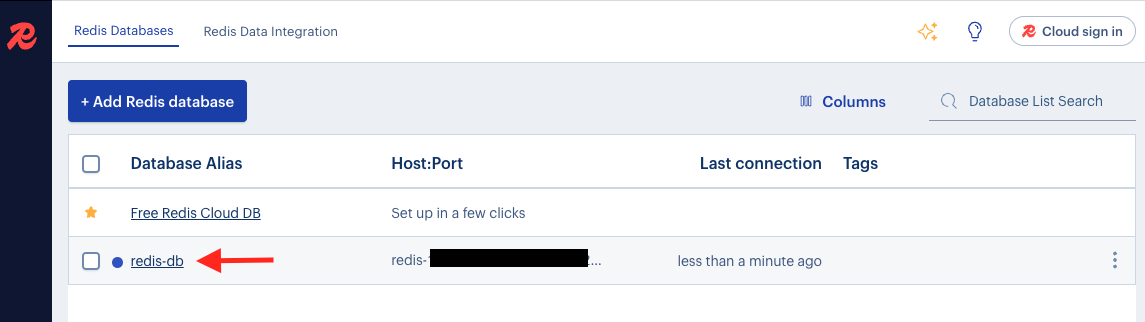 Redis Databases Redis Data Integration Cloud sign in
+ Add Redis database Columns Database List Search
Database Alias Host:Port Last connection Tags
Free Redis Cloud DB Set up in a few clicks
redis-db redis- ... less than a minute ago